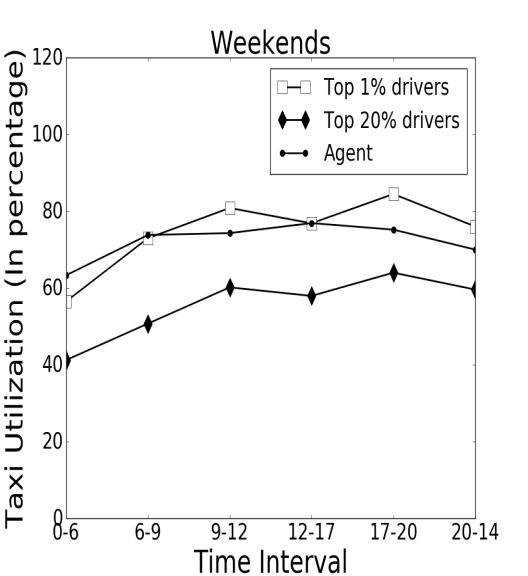 Weekends
Taxi Utilization (In percentage)
120
100
80
60
40
20
0
Top 1% drivers
Top 20% drivers
Agent
0-6 6-9 9-12 12-17 17-20 20-14
Time Interval